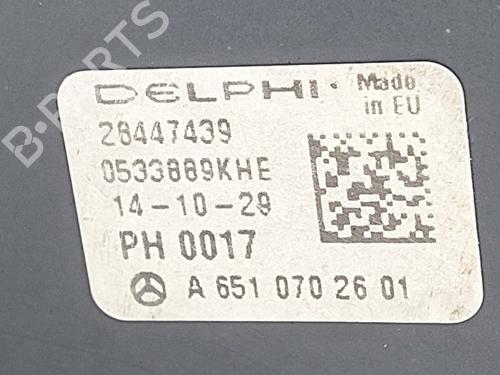 DELPHI
Made
in EU
28447439
0533889KHE
14-10-29
PH 0017
A 651 070 26 01
B-PARTS